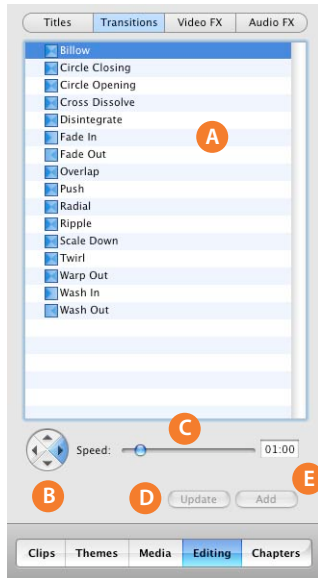 Titles Transitions Video FX Audio FX
Billow
Circle Closing
Circle Opening
Cross Dissolve
Disintegrate
Fade In
Fade Out
Overlap
Push
Radial
Ripple
Scale Down
Twirl
Warp Out
Wash In
Wash Out
A
C
Speed: 01:00
B D Update Add E
Clips Themes Media Editing Chapters